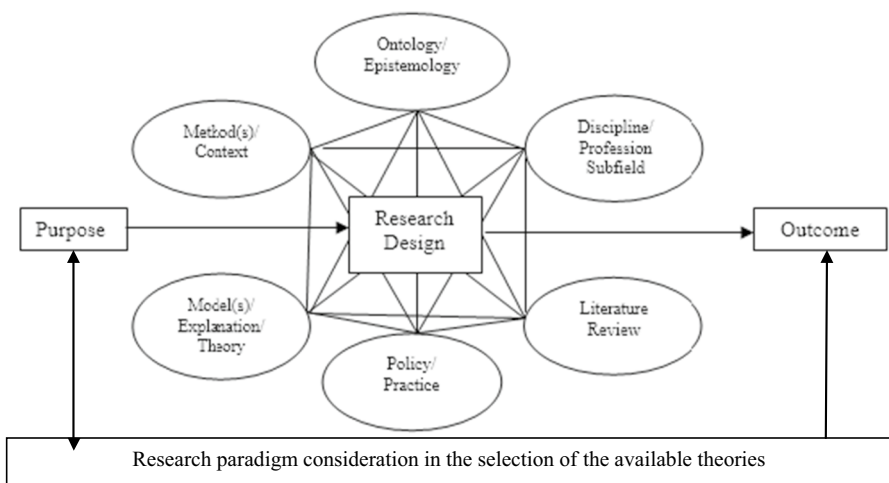 Ontology/
Epistemology
Method(s)/
Context
Discipline/
Profession
Subfield
Purpose
Research
Design
Outcome
Model(s)/
Explanation/
Theory
Literature
Review
Policy/
Practice
Research paradigm consideration in the selection of the available theories